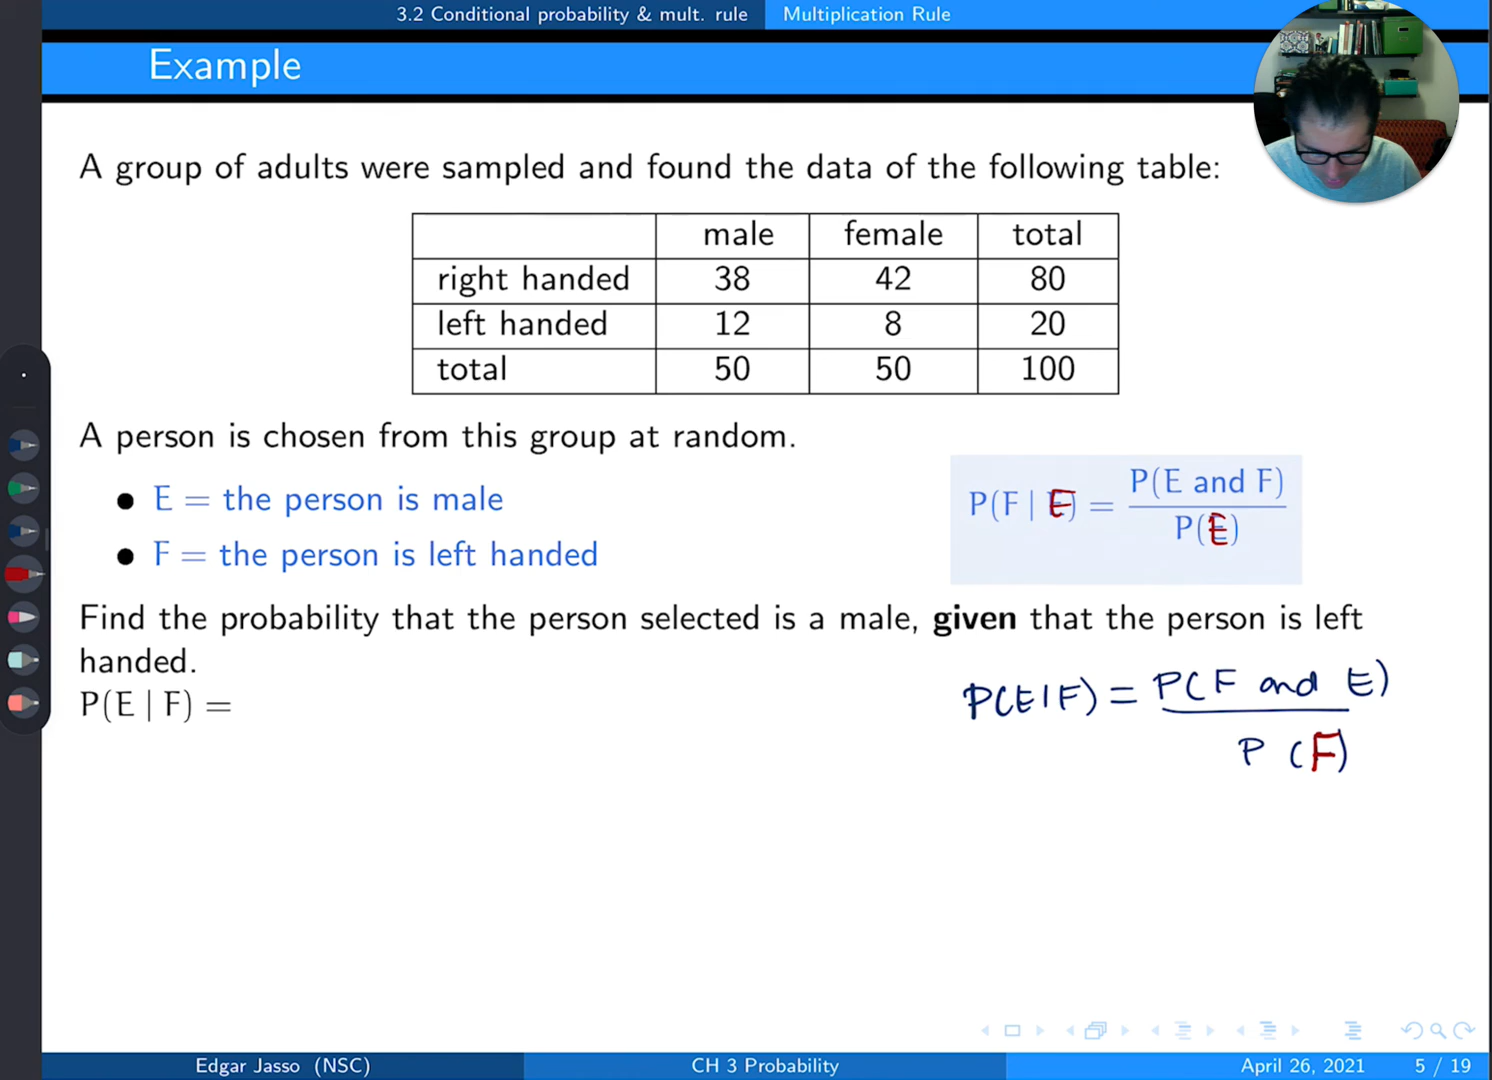 3.2 Conditional probability & mult. rule Multiplication Rule
Example
A group of adults were sampled and found the data of the following table:
male female total
right handed 38 42 80
left handed 12 8 20
total 50 50 100
A person is chosen from this group at random.
● E = the person is male
● F = the person is left handed
P(F | E) = P(E and F)
P(E)
Find the probability that the person selected is a male, given that the person is left
handed.
P(E | F) =
P(E|F) = P(F and E)
P (F)
Edgar Jasso (NSC) CH 3 Probability April 26, 2021 5 / 19